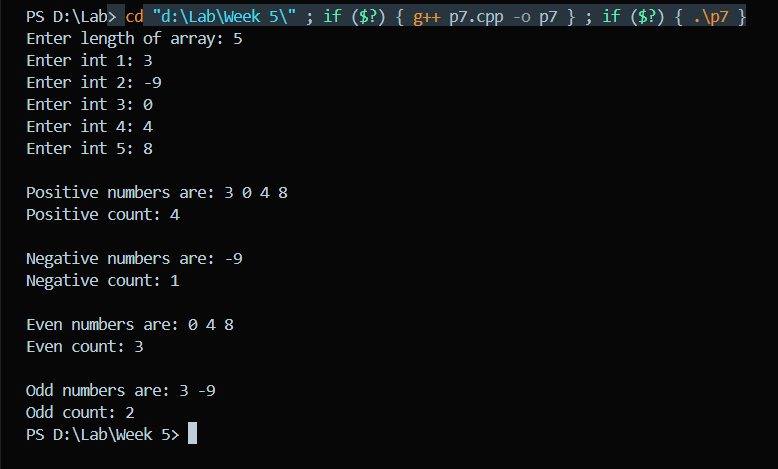 PS D:\Lab> cd "d:\Lab\Week 5\" ; if ($?) { g++ p7.cpp -o p7 } ; if ($?) { .\p7 }
Enter length of array: 5
Enter int 1: 3
Enter int 2: -9
Enter int 3: 0
Enter int 4: 4
Enter int 5: 8
Positive numbers are: 3 0 4 8
Positive count: 4
Negative numbers are: -9
Negative count: 1
Even numbers are: 0 4 8
Even count: 3
Odd numbers are: 3 -9
Odd count: 2
PS D:\Lab\Week 5>